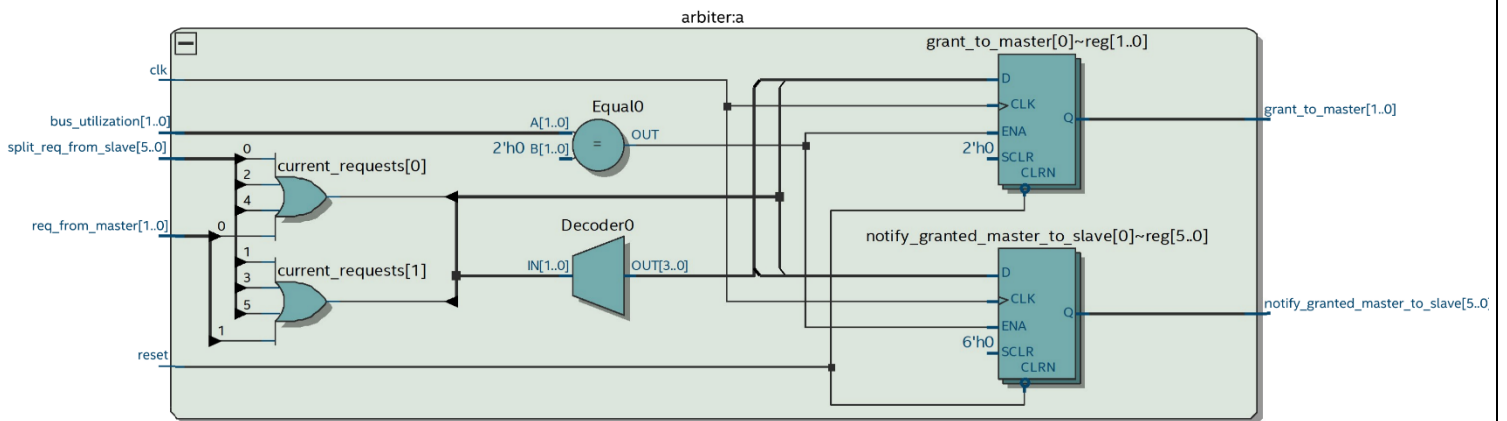 arbiter:a
grant_to_master[0]~reg[1..0]
clk
D
CLK
Q
grant_to_master[1..0]
Equal0
bus_utilization[1..0]
A[1..0]
OUT
=
2'h0 B[1..0]
ENA
2'h0
SCLR
CLRN
split_req_from_slave[5..0]
0
2
4
current_requests[0]
req_from_master[1..0]
0
1
3
5
1
current_requests[1]
Decoder0
IN[1..0]
OUT[3..0]
notify_granted_master_to_slave[0]~reg[5..0]
D
CLK
Q
notify_granted_master_to_slave[5..0]
ENA
6'h0
SCLR
CLRN
reset